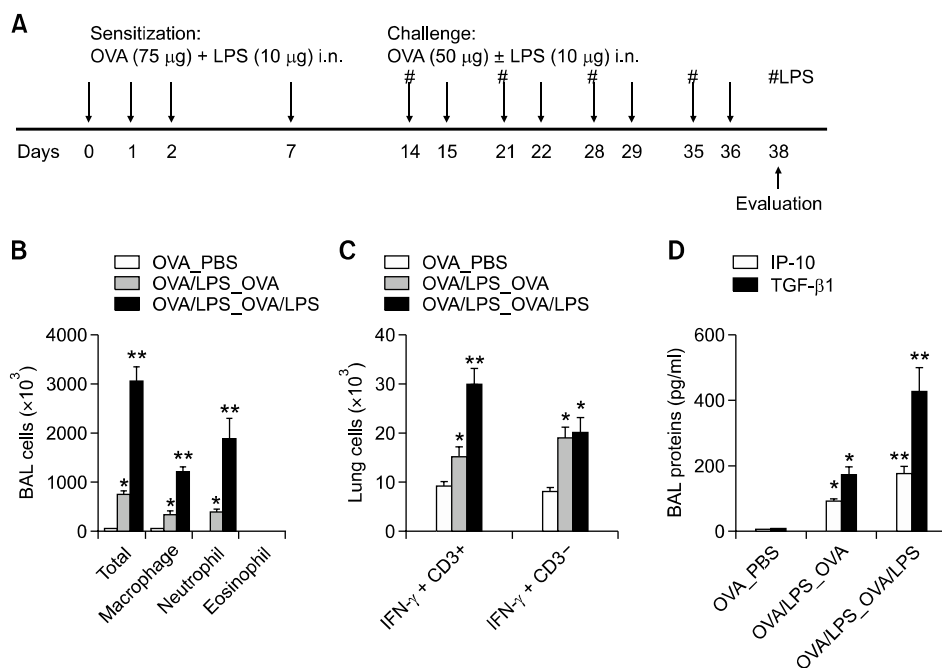 A
Sensitization:
OVA (75 μg) + LPS (10 μg) i.n.
Challenge:
OVA (50 μg) ± LPS (10 μg) i.n.
# # # # #LPS
Days 0 1 2 7 14 15 21 22 28 29 35 36 38
Evaluation
B
OVA_PBS
OVA/LPS_OVA
OVA/LPS_OVA/LPS
BAL cells (×10³)
4000
3000
2000
1000
0
* ** * ** * **
Total
Macrophage
Neutrophil
Eosinophil
C
OVA_PBS
OVA/LPS_OVA
OVA/LPS_OVA/LPS
Lung cells (×10³)
40
30
20
10
0
* ** * *
IFN-γ + CD3+
IFN-γ + CD3−
D
IP-10
TGF-β1
BAL proteins (pg/ml)
600
400
200
0
* * ** **
OVA_PBS
OVA/LPS_OVA
OVA/LPS_OVA/LPS